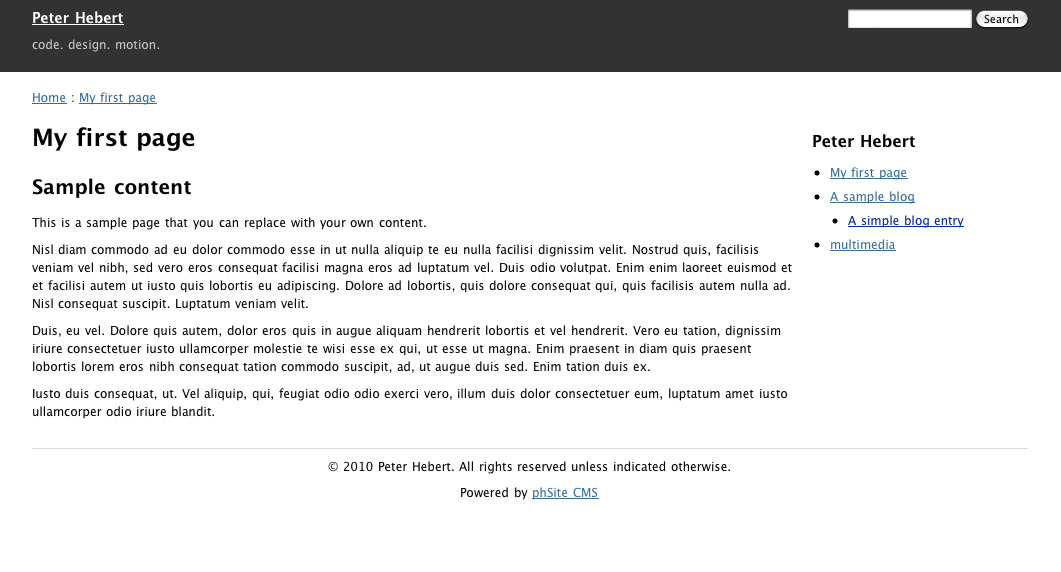 Peter Hebert
Search
code. design. motion.
Home : My first page
My first page
Sample content
This is a sample page that you can replace with your own content.
Nisl diam commodo ad eu dolor commodo esse in ut nulla aliquip te eu nulla facilisi dignissim velit. Nostrud quis, facilisis
veniam vel nibh, sed vero eros consequat facilisi magna eros ad luptatum vel. Duis odio volutpat. Enim enim laoreet euismod et
et facilisi autem ut iusto quis lobortis eu adipiscing. Dolore ad lobortis, quis dolore consequat qui, quis facilisis autem nulla ad.
Nisl consequat suscipit. Luptatum veniam velit.
Duis, eu vel. Dolore quis autem, dolor eros quis in augue aliquam hendrerit lobortis et vel hendrerit. Vero eu tation, dignissim
iriure consectetuer iusto ullamcorper molestie te wisi esse ex qui, ut esse ut magna. Enim praesent in diam quis praesent
lobortis lorem eros nibh consequat tation commodo suscipit, ad, ut augue duis sed. Enim tation duis ex.
Iusto duis consequat, ut. Vel aliquip, qui, feugiat odio odio exerci vero, illum duis dolor consectetuer eum, luptatum amet iusto
ullamcorper odio iriure blandit.
Peter Hebert
My first page
A sample blog
A simple blog entry
multimedia
© 2010 Peter Hebert. All rights reserved unless indicated otherwise.
Powered by phSite CMS